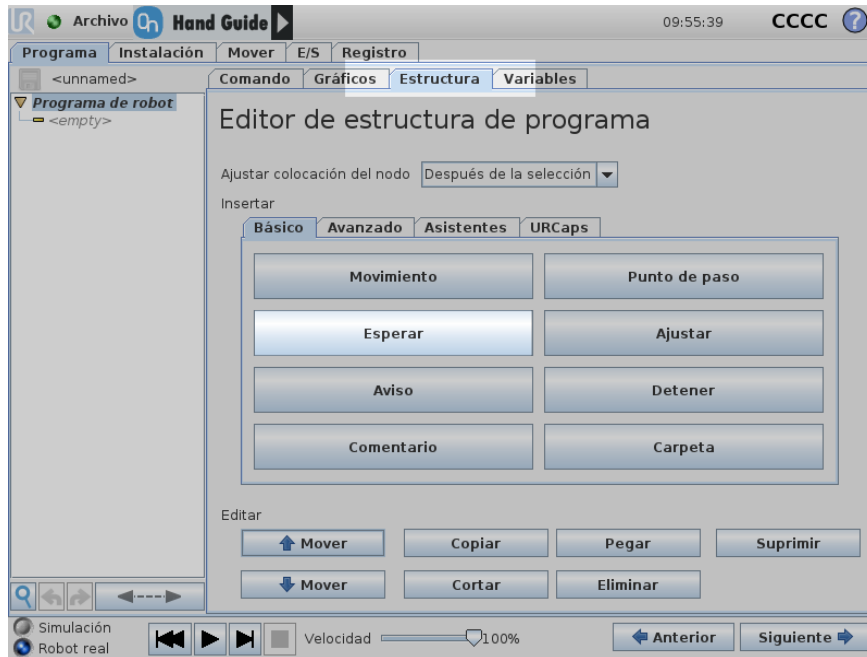 UR Archivo On Hand Guide 09:55:39 CCCC ?
Programa Instalación Mover E/S Registro
<unnamed> Comando Gráficos Estructura Variables
Programa de robot
<empty>
Editor de estructura de programa
Ajustar colocación del nodo Después de la selección
Insertar
Básico Avanzado Asistentes URCaps
Movimiento Punto de paso
Esperar Ajustar
Aviso Detener
Comentario Carpeta
Editar
Mover Copiar Pegar Suprimir
Mover Cortar Eliminar
Simulación
Robot real
Velocidad 100% Anterior Siguiente